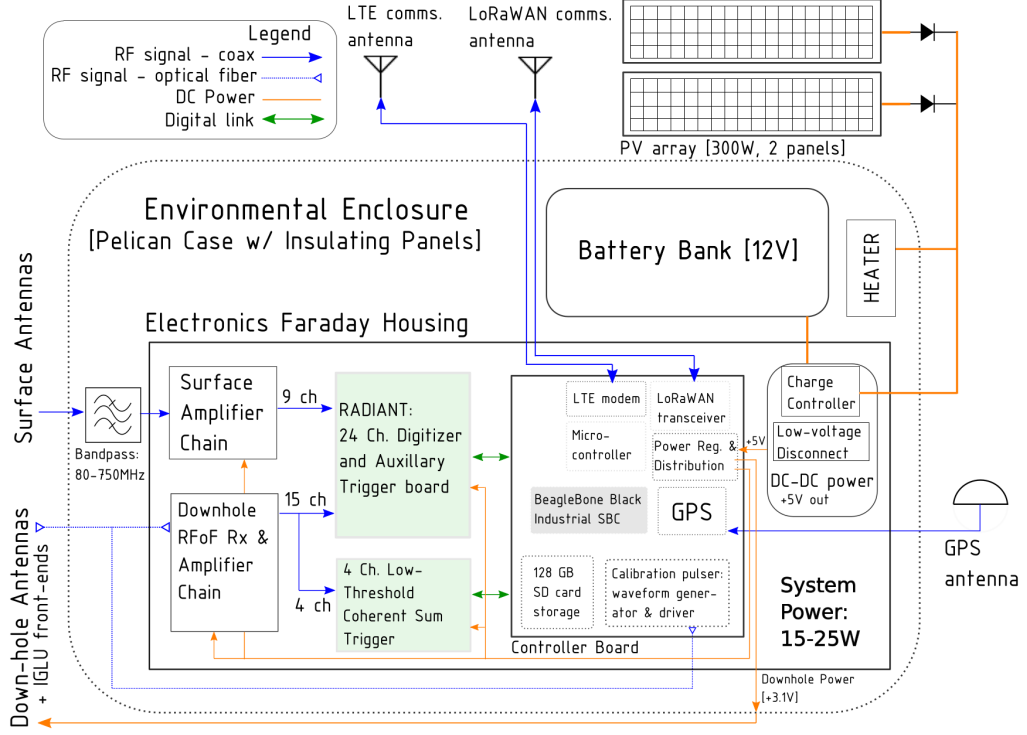 Legend
RF signal - coax
RF signal - optical fiber
DC Power
Digital link
LTE comms.
antenna
LoRaWAN comms.
antenna
PV array [300W, 2 panels]
Environmental Enclosure
[Pelican Case w/ Insulating Panels]
Battery Bank [12V]
HEATER
Electronics Faraday Housing
Surface Antennas
Bandpass:
80-750MHz
Surface
Amplifier
Chain
9 ch
RADIANT:
24 Ch. Digitizer
and Auxillary
Trigger board
LTE modem
LoRaWAN
transceiver
Micro-
controller
Power Reg. &
Distribution
+5V
Charge
Controller
Low-voltage
Disconnect
DC-DC power
+5V out
Down-hole Antennas
+ IGLU front-ends
Downhole
RFoF Rx &
Amplifier
Chain
15 ch
4 ch
4 Ch. Low-
Threshold
Coherent Sum
Trigger
BeagleBone Black
Industrial SBC
GPS
128 GB
SD card
storage
Calibration pulser:
waveform gener-
ator & driver
Controller Board
System
Power:
15-25W
GPS
antenna
Downhole Power
[+3.1V]